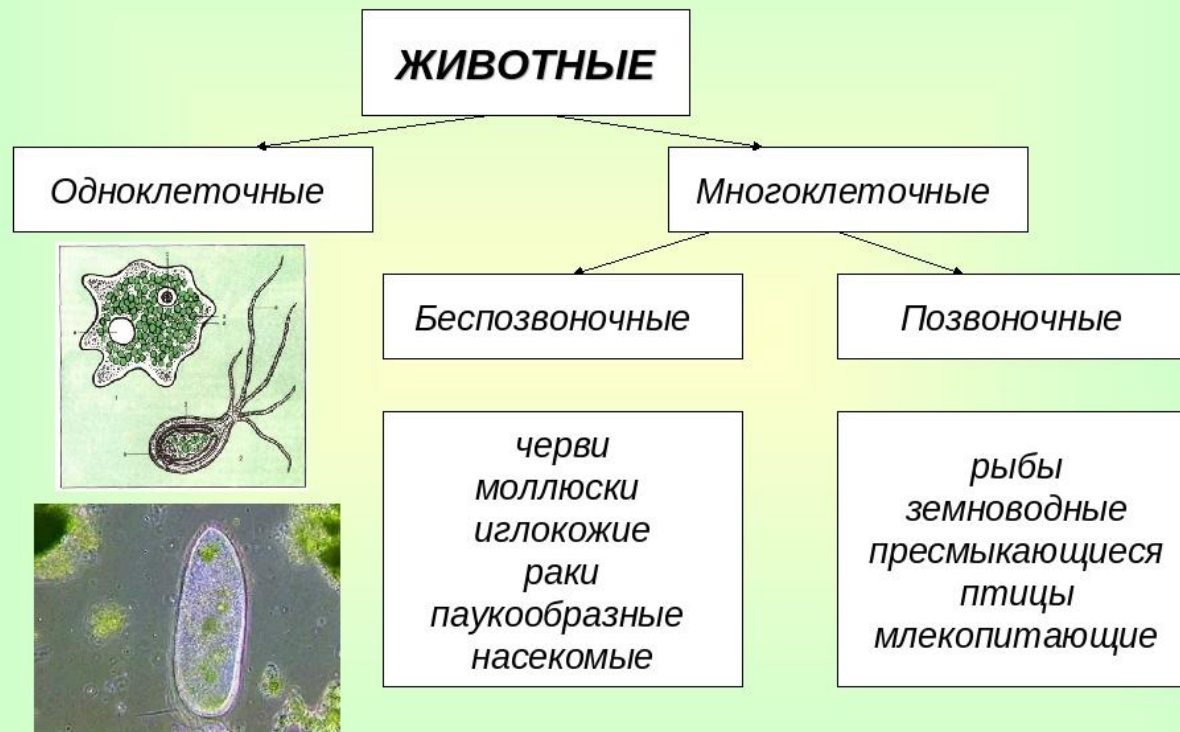 ЖИВОТНЫЕ
Одноклеточные
Многоклеточные
Беспозвоночные
Позвоночные
черви
моллюски
иглокожие
раки
паукообразные
насекомые
рыбы
земноводные
пресмыкающиеся
птицы
млекопитающие